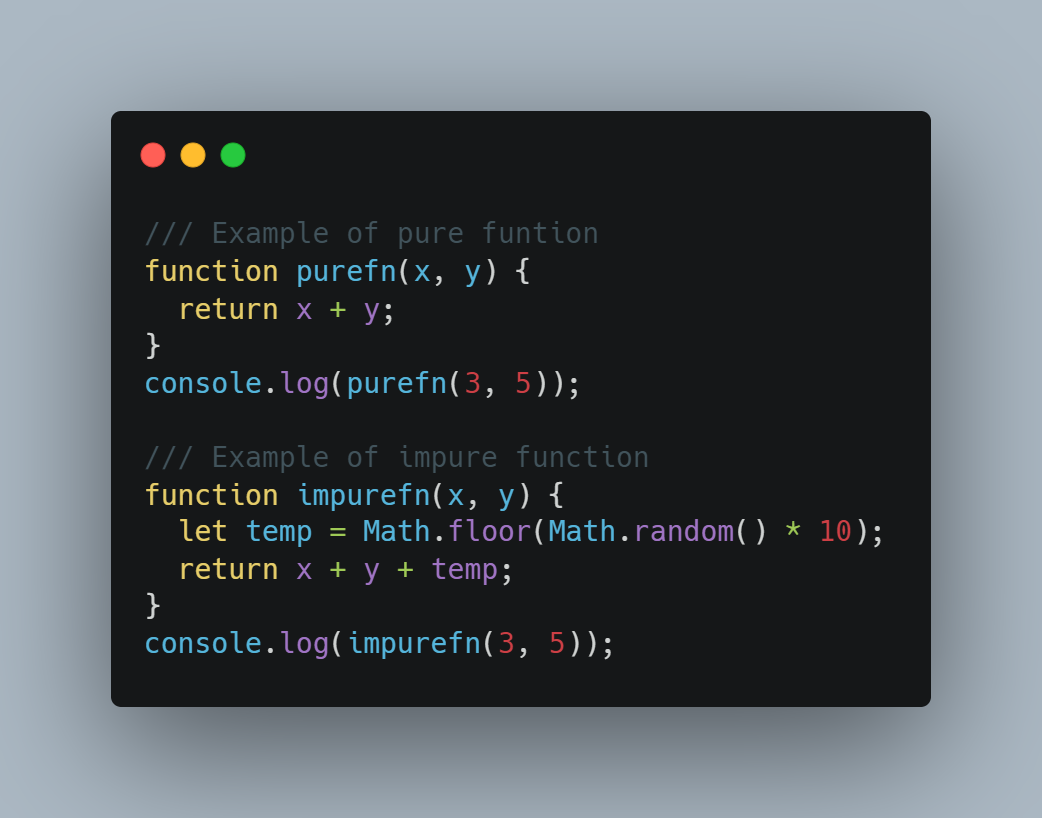 /// Example of pure funtion
function purefn(x, y) {
  return x + y;
}
console.log(purefn(3, 5));

/// Example of impure function
function impurefn(x, y) {
  let temp = Math.floor(Math.random() * 10);
  return x + y + temp;
}
console.log(impurefn(3, 5));